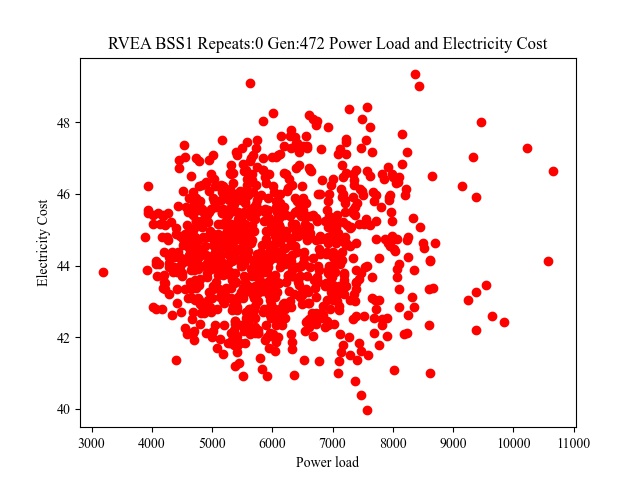 RVEA BSS1 Repeats:0 Gen:472 Power Load and Electricity Cost
48
46
44
42
40
Electricity Cost
3000 4000 5000 6000 7000 8000 9000 10000 11000
Power load